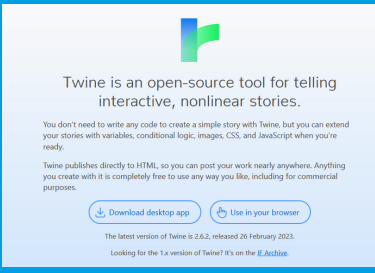 Twine is an open-source tool for telling
interactive, nonlinear stories.
You don't need to write any code to create a simple story with Twine, but you can extend
your stories with variables, conditional logic, images, CSS, and JavaScript when you're
ready.
Twine publishes directly to HTML, so you can post your work nearly anywhere. Anything
you create with it is completely free to use any way you like, including for commercial
purposes.
Download desktop app
Use in your browser
The latest version of Twine is 2.6.2, released 26 February 2023.
Looking for the 1.x version of Twine? It's on the IF Archive.